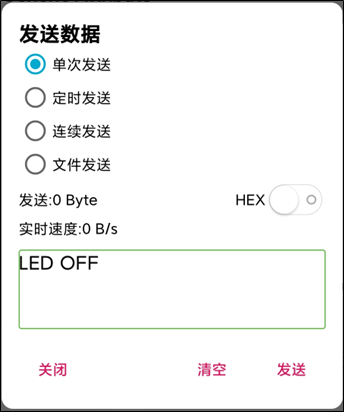 发送数据
单次发送
定时发送
连续发送
文件发送
发送:0 Byte HEX
实时速度:0 B/s
LED OFF
关闭 清空 发送